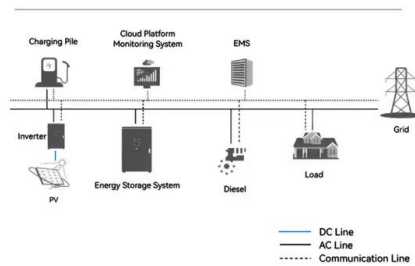 Charging Pile
Cloud Platform
Monitoring System
EMS
Grid
Inverter
PV
Energy Storage System
Diesel
Load
DC Line
AC Line
Communication Line